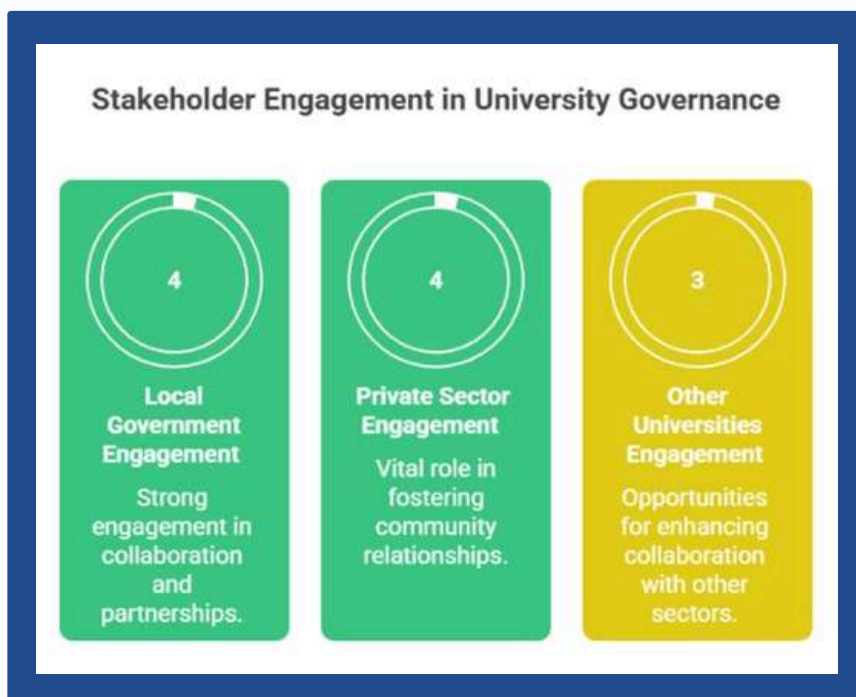 Stakeholder Engagement in University Governance
4
Local
Government
Engagement
Strong
engagement in
collaboration
and
partnerships.
4
Private Sector
Engagement
Vital role in
fostering
community
relationships.
3
Other
Universities
Engagement
Opportunities
for enhancing
collaboration
with other
sectors.